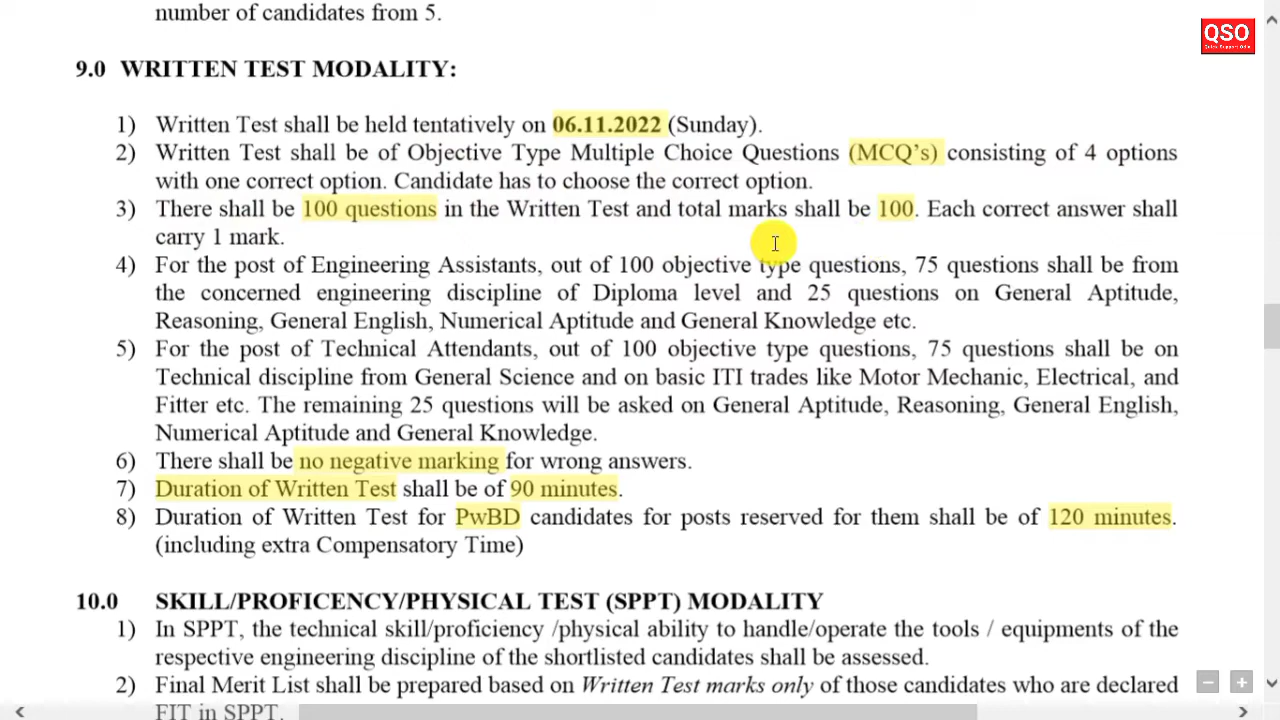 number of candidates from 5.
QSO
Quick Support Odia
9.0 WRITTEN TEST MODALITY:
1) Written Test shall be held tentatively on 06.11.2022 (Sunday).
2) Written Test shall be of Objective Type Multiple Choice Questions (MCQ's) consisting of 4 options
with one correct option. Candidate has to choose the correct option.
3) There shall be 100 questions in the Written Test and total marks shall be 100. Each correct answer shall
carry 1 mark.
4) For the post of Engineering Assistants, out of 100 objective type questions, 75 questions shall be from
the concerned engineering discipline of Diploma level and 25 questions on General Aptitude,
Reasoning, General English, Numerical Aptitude and General Knowledge etc.
5) For the post of Technical Attendants, out of 100 objective type questions, 75 questions shall be on
Technical discipline from General Science and on basic ITI trades like Motor Mechanic, Electrical, and
Fitter etc. The remaining 25 questions will be asked on General Aptitude, Reasoning, General English,
Numerical Aptitude and General Knowledge.
6) There shall be no negative marking for wrong answers.
7) Duration of Written Test shall be of 90 minutes.
8) Duration of Written Test for PwBD candidates for posts reserved for them shall be of 120 minutes.
(including extra Compensatory Time)
10.0 SKILL/PROFICENCY/PHYSICAL TEST (SPPT) MODALITY
1) In SPPT, the technical skill/proficiency /physical ability to handle/operate the tools / equipments of the
respective engineering discipline of the shortlisted candidates shall be assessed.
2) Final Merit List shall be prepared based on Written Test marks only of those candidates who are declared
FIT in SPPT.